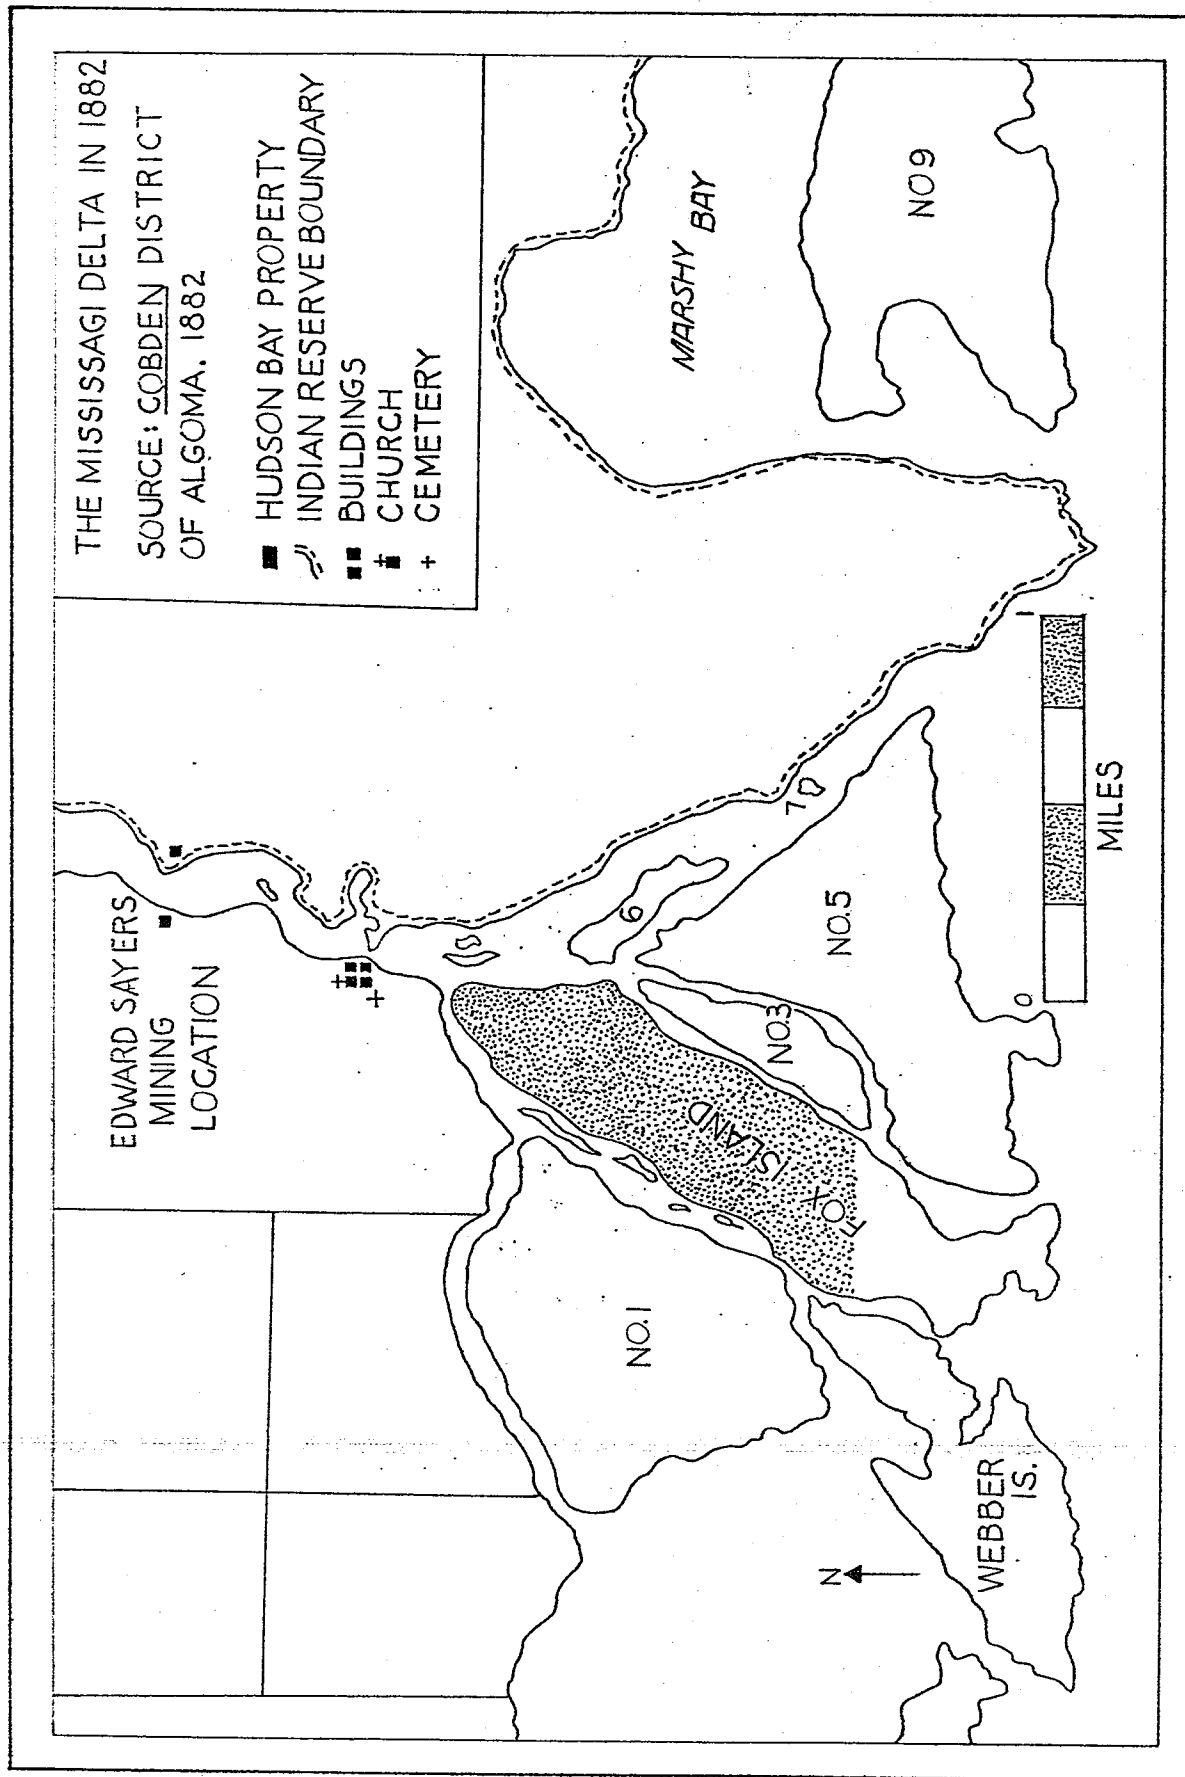 THE MISSISSAGI DELTA IN 1882
SOURCE: COBDEN DISTRICT
OF ALGOMA. 1882
HUDSON BAY PROPERTY
INDIAN RESERVE BOUNDARY
BUILDINGS
CHURCH
CEMETERY
EDWARD SAYERS
MINING
LOCATION
MARSHY BAY
NO 9
NO.1
FOX
ISLAND
NO.3
6
7
NO.5
WEBBER
IS.
N
0
1
MILES